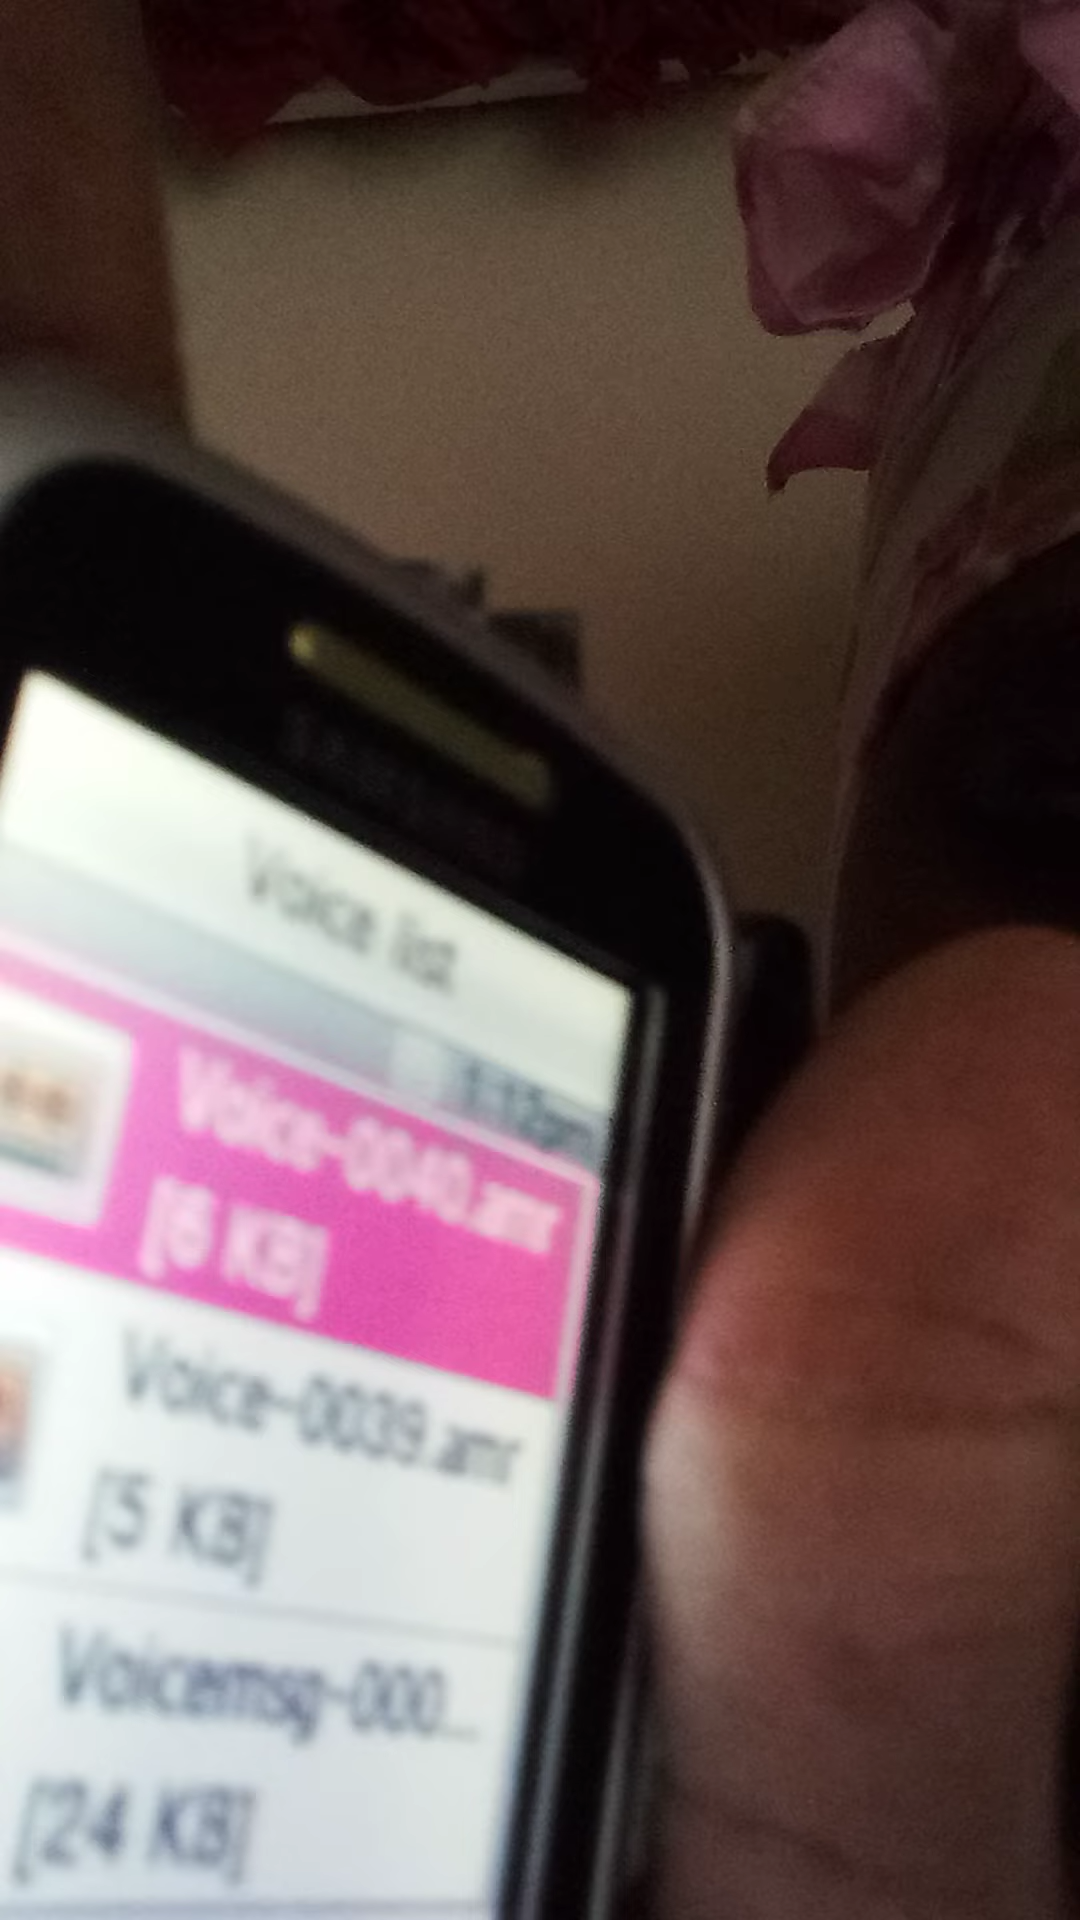 Voice list
Voice-0040.amr
[6 KB]
Voice-0039.amr
[5 KB]
Voicemsg-000...
[24 KB]